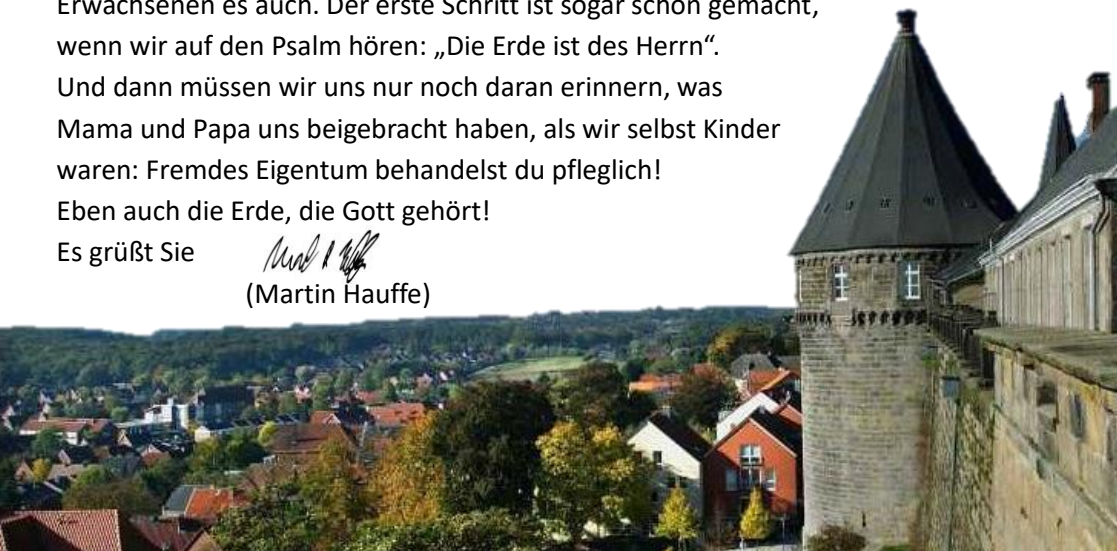 Erwachsenen es auch. Der erste Schritt ist sogar schon gemacht,
wenn wir auf den Psalm hören: „Die Erde ist des Herrn“.
Und dann müssen wir uns nur noch daran erinnern, was
Mama und Papa uns beigebracht haben, als wir selbst Kinder
waren: Fremdes Eigentum behandelst du pfleglich!
Eben auch die Erde, die Gott gehört!
Es grüßt Sie
(Martin Hauffe)